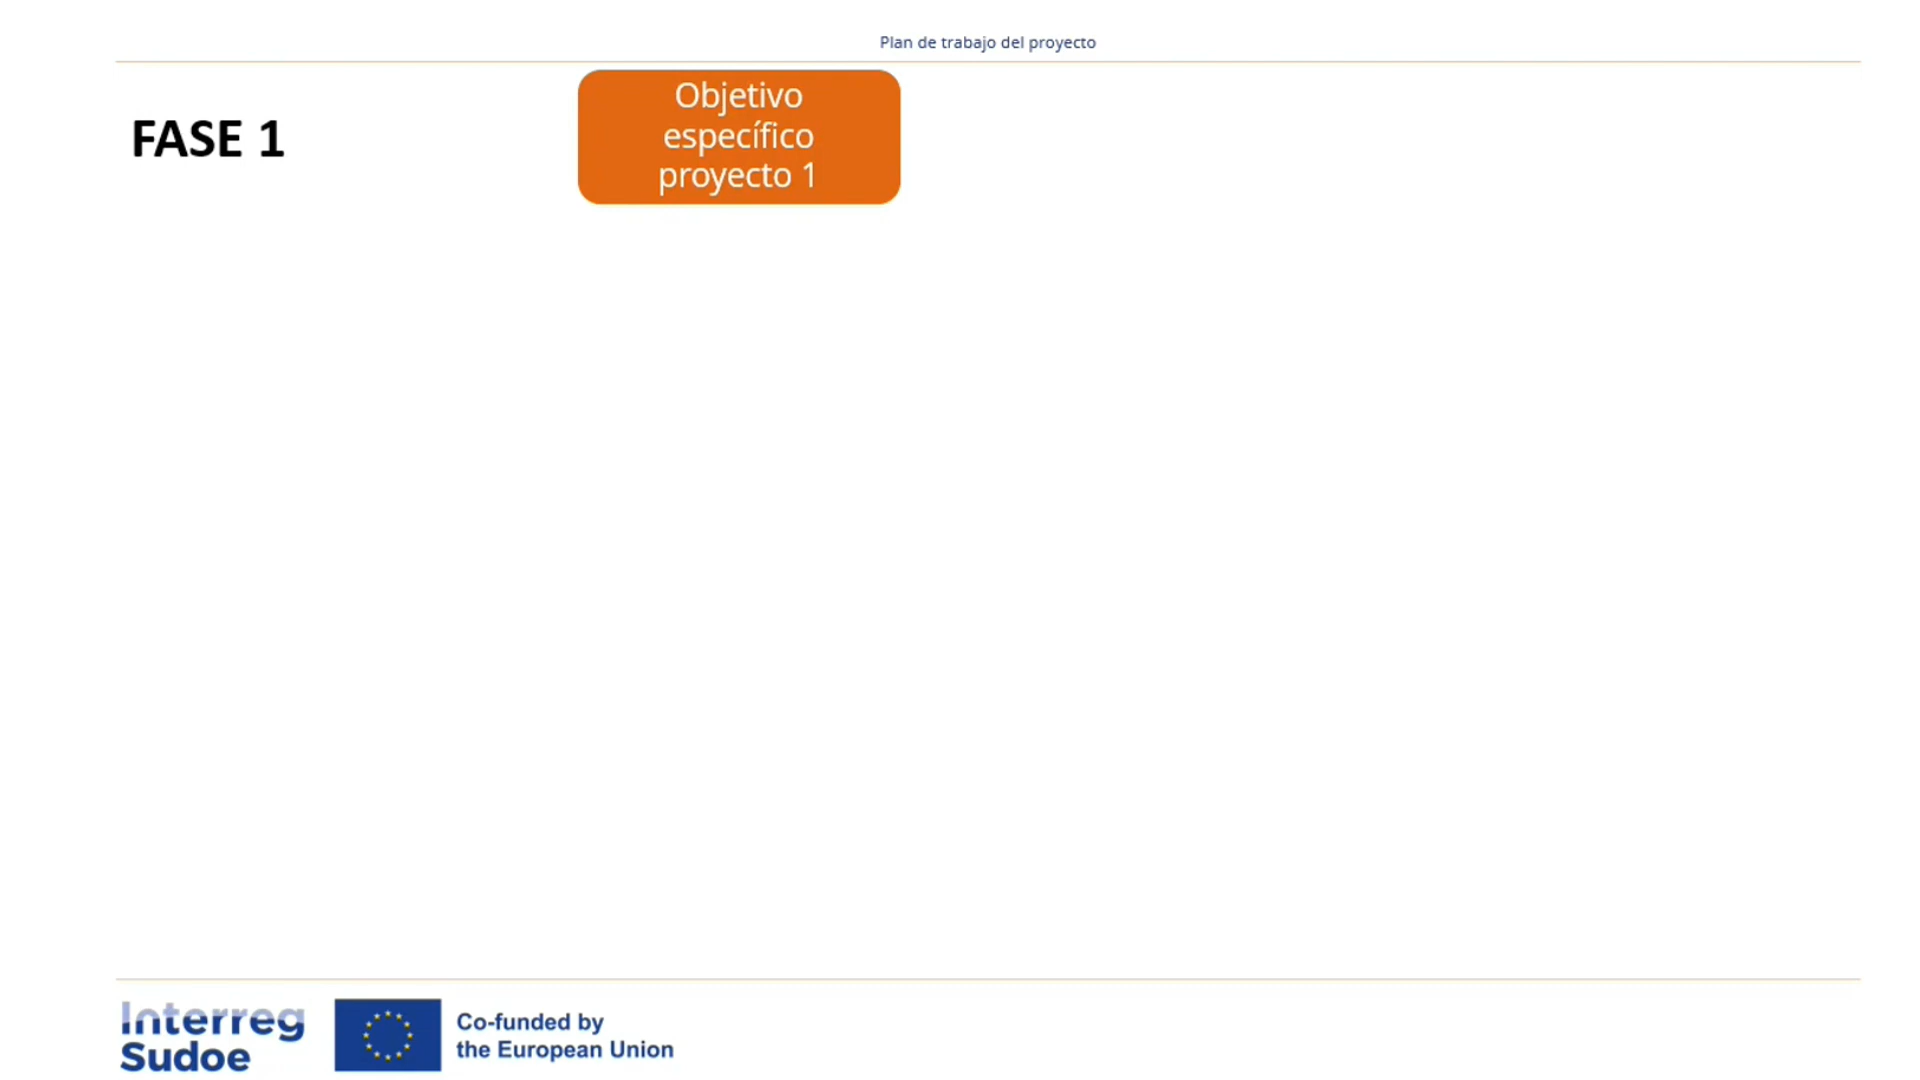 Plan de trabajo del proyecto
FASE 1
Objetivo
específico
proyecto 1
Interreg
Sudoe
Co-funded by
the European Union